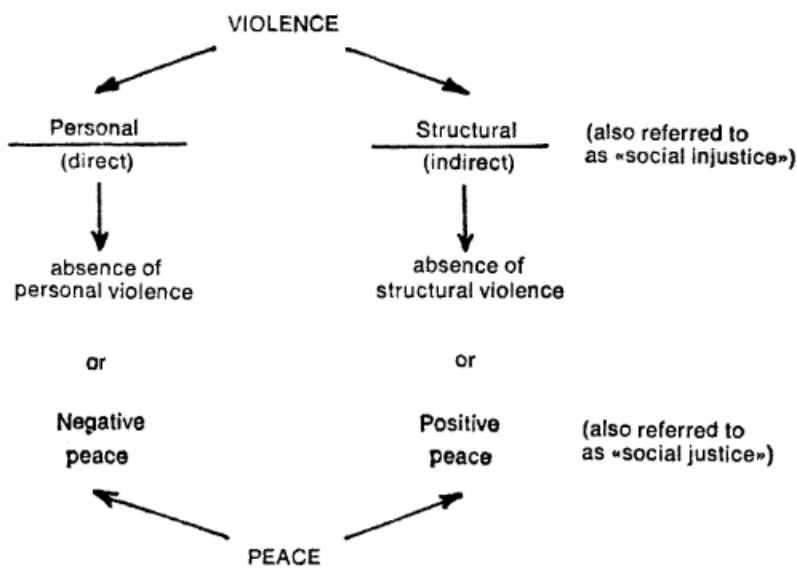 VIOLENCE
Personal
(direct)
Structural
(indirect)
(also referred to
as «social injustice»)
absence of
personal violence
absence of
structural violence
or
or
Negative
peace
Positive
peace
(also referred to
as «social justice»)
PEACE